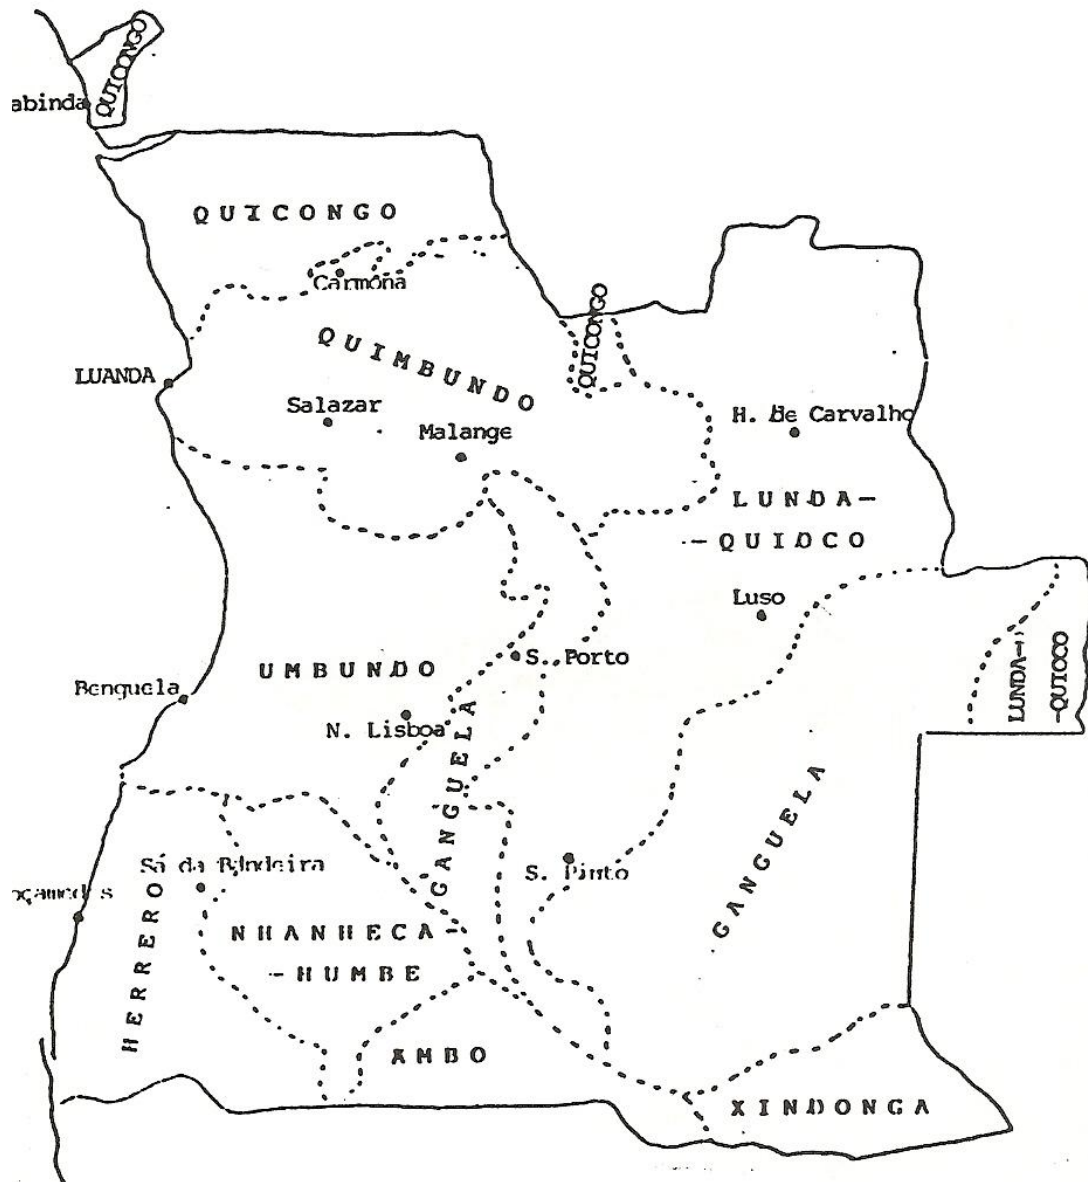 QUICONGO
abinda
QUICONGO
Carmona
QUICONGO
QUIMBUNDO
LUANDA
Salazar
Malange
H. de Carvalho
LUNDA-
-QUIOCO
Luso
UMBUNDO
S. Porto
Benguela
N. Lisboa
LUNDA-
-QUIOCO
GANGUELA
GANGUELA
Sá da Bandeira
S. Pinto
oçamedes
HERRERO
NHANHECA-
-HUMBE
AMBO
XINDONGA